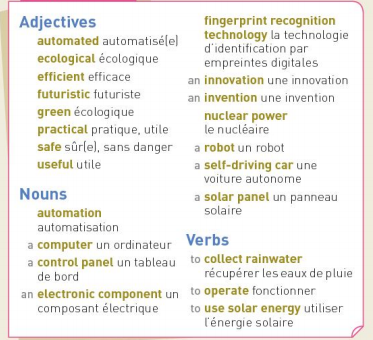 Adjectives
automated automatisé(e)
ecological écologique
efficient efficace
futuristic futuriste
green écologique
practical pratique, utile
safe sûr(e), sans danger
useful utile
Nouns
automation
automatisation
a computer un ordinateur
a control panel un tableau
de bord
an electronic component un
composant électrique
fingerprint recognition
technology la technologie
d'identification par
empreintes digitales
an innovation une innovation
an invention une invention
nuclear power
le nucléaire
a robot un robot
a self-driving car une
voiture autonome
a solar panel un panneau
solaire
Verbs
to collect rainwater
récupérer les eaux de pluie
to operate fonctionner
to use solar energy utiliser
l'énergie solaire